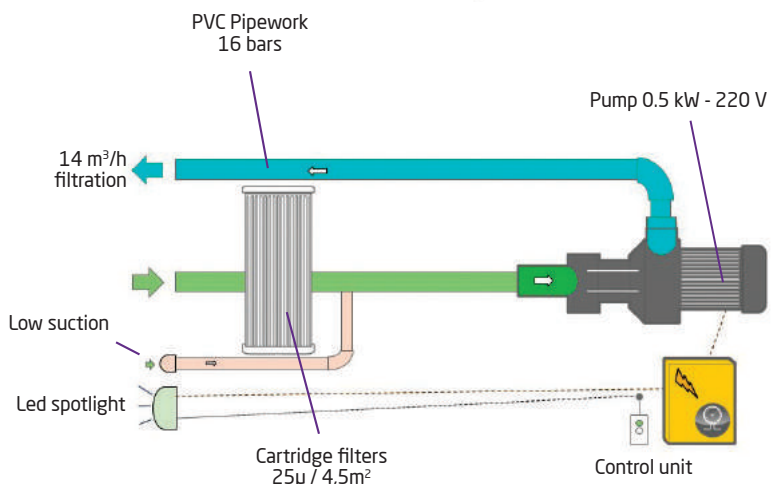 PVC Pipework
16 bars
Pump 0.5 kW - 220 V
14 m³/h
filtration
Low suction
Led spotlight
Cartridge filters
25µ / 4,5m²
Control unit